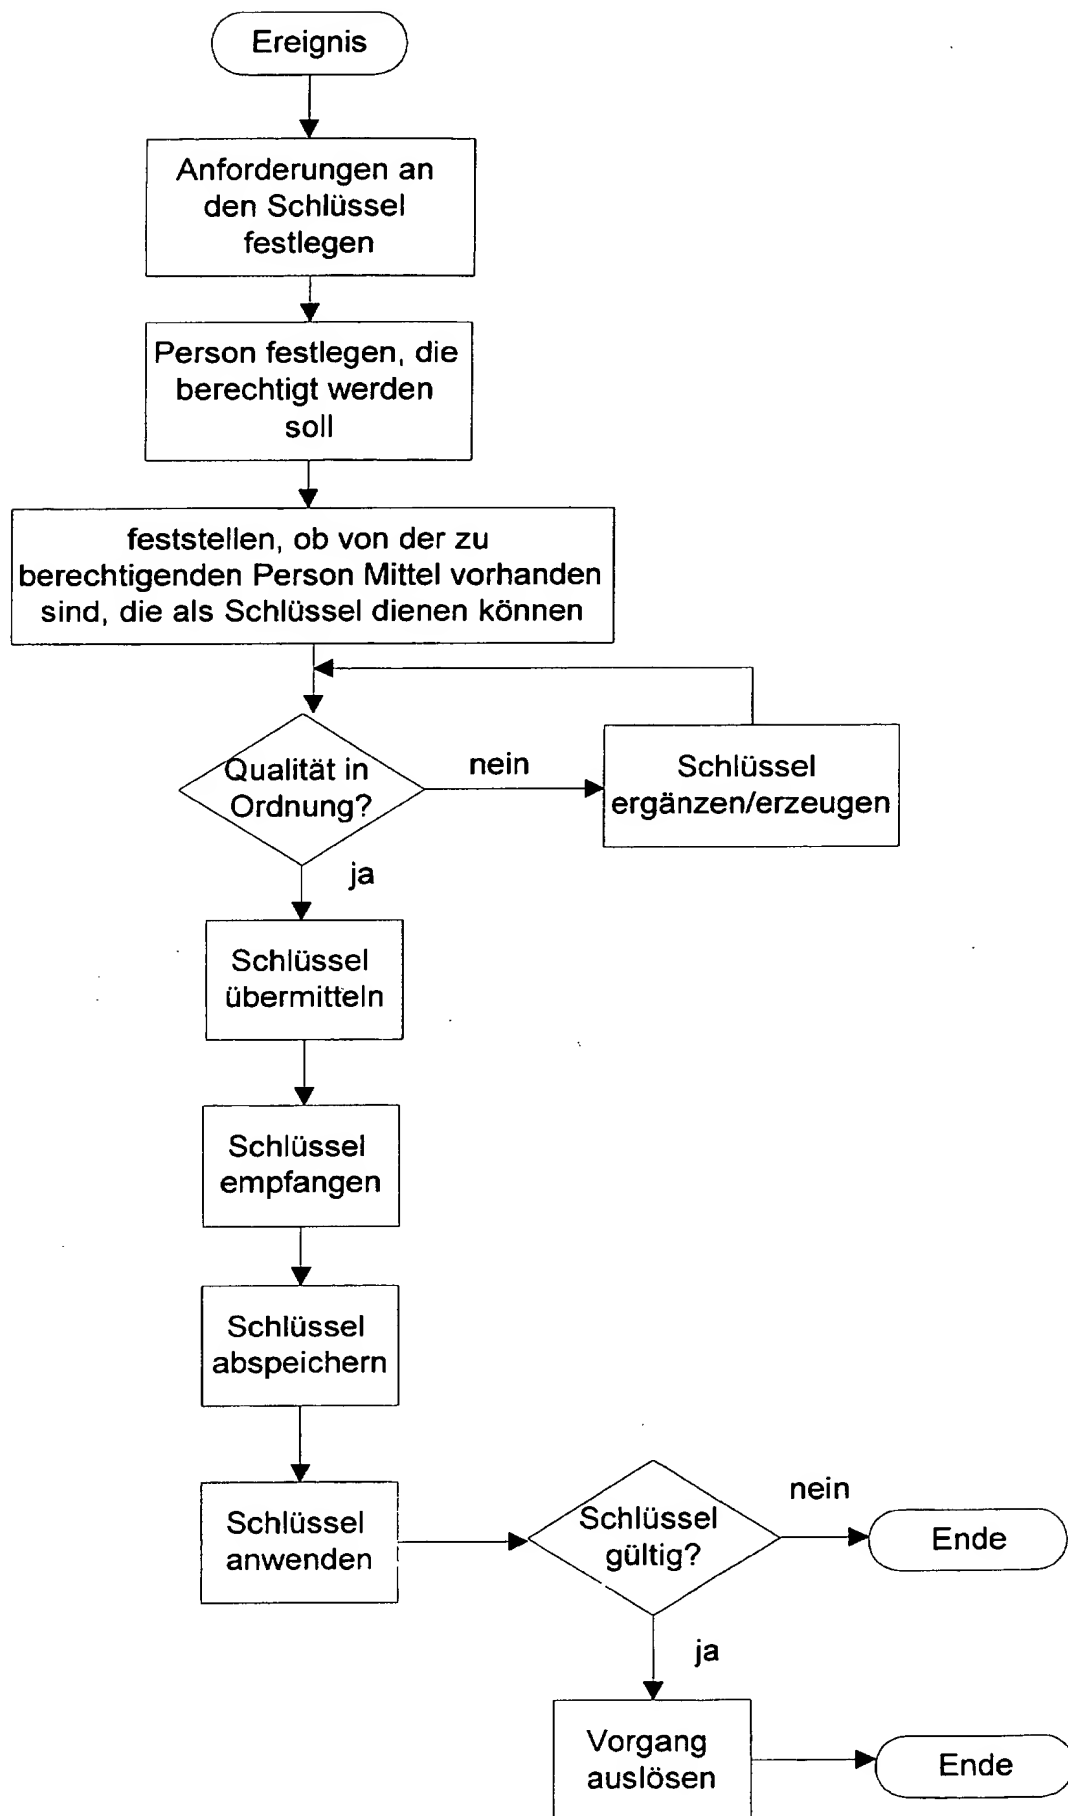 Ereignis
Anforderungen an
den Schlüssel
festlegen
Person festlegen, die
berechtigt werden
soll
feststellen, ob von der zu
berechtigenden Person Mittel vorhanden
sind, die als Schlüssel dienen können
Qualität in
Ordnung?
nein
Schlüssel
ergänzen/erzeugen
ja
Schlüssel
übermitteln
Schlüssel
empfangen
Schlüssel
abspeichern
Schlüssel
anwenden
Schlüssel
gültig?
nein
Ende
ja
Vorgang
auslösen
Ende